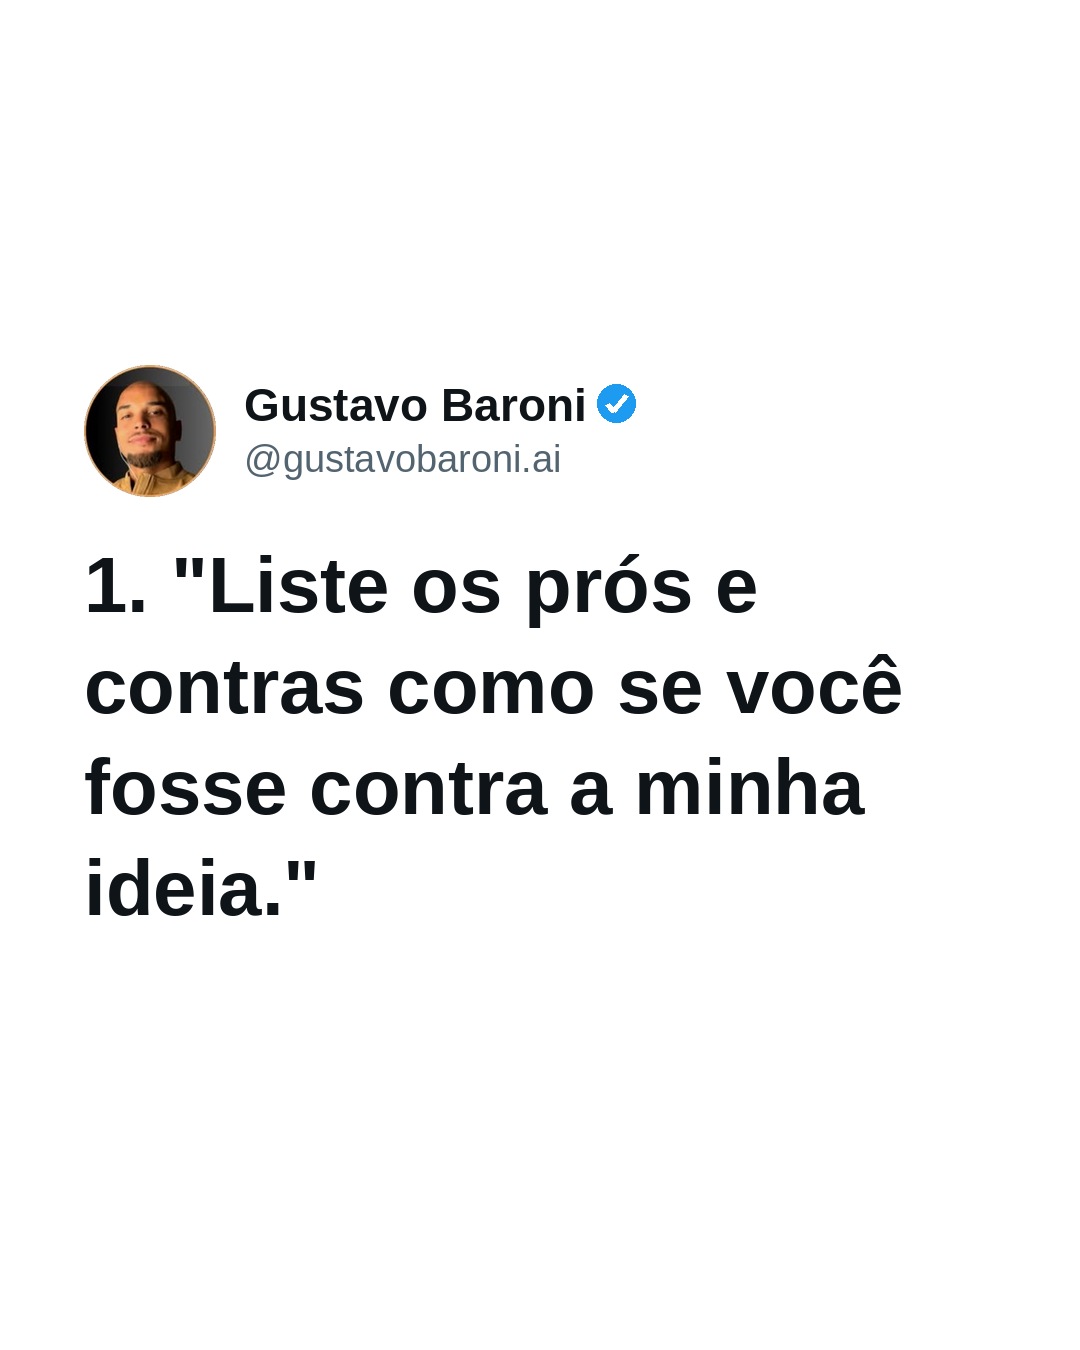 Gustavo Baroni
@gustavobaroni.ai
1. "Liste os prós e
contras como se você
fosse contra a minha
ideia."